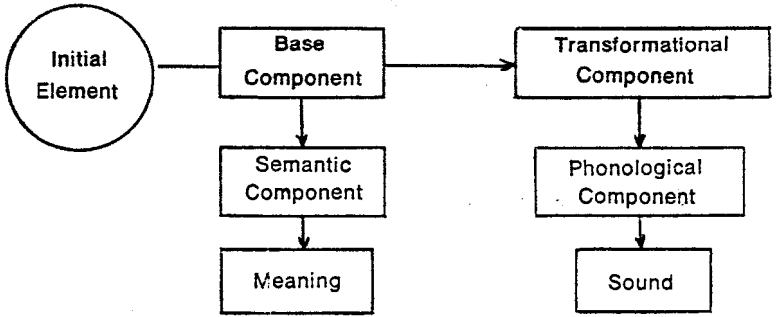 Initial
Element
Base
Component
Transformational
Component
Semantic
Component
Phonological
Component
Meaning
Sound